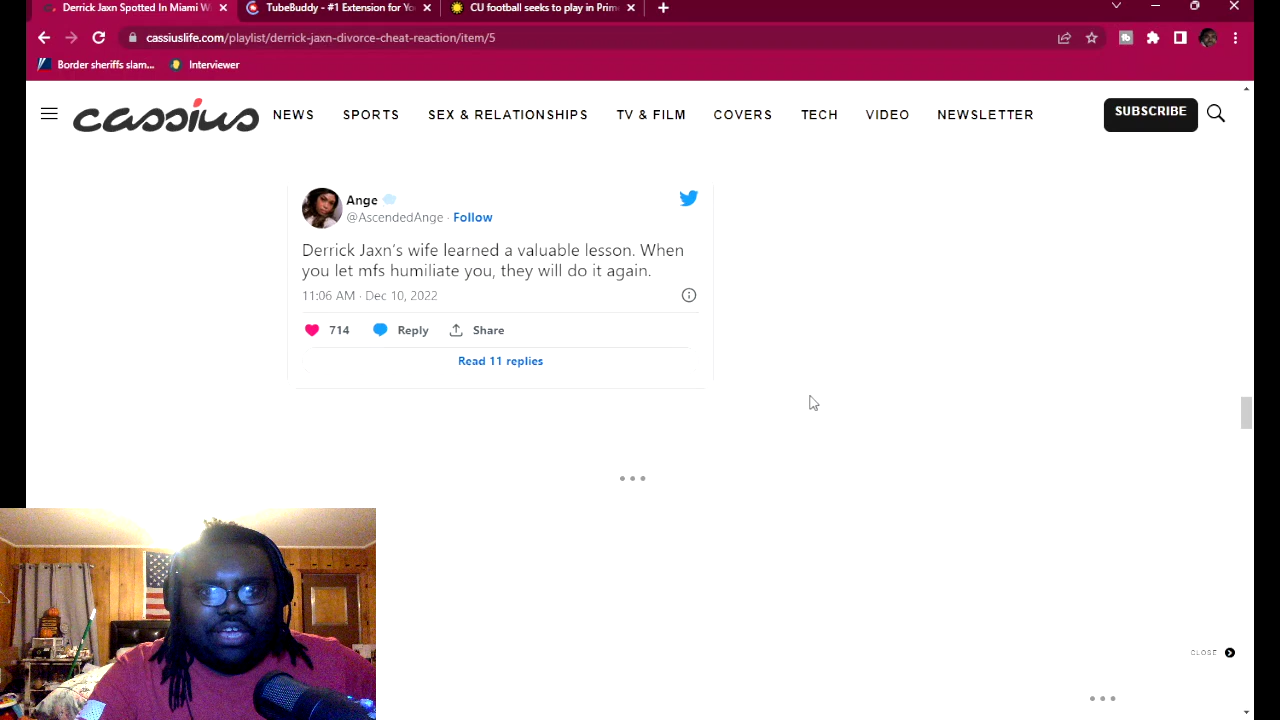 Derrick Jaxn Spotted In Miami W
TubeBuddy - #1 Extension for Yo
CU football seeks to play in Prim
cassiuslife.com/playlist/derrick-jaxn-divorce-cheat-reaction/item/5
Border sheriffs slam...
Interviewer
cassius
NEWS
SPORTS
SEX & RELATIONSHIPS
TV & FILM
COVERS
TECH
VIDEO
NEWSLETTER
SUBSCRIBE
Ange
@AscendedAnge · Follow
Derrick Jaxn's wife learned a valuable lesson. When
you let mfs humiliate you, they will do it again.
11:06 AM · Dec 10, 2022
714
Reply
Share
Read 11 replies
CLOSE